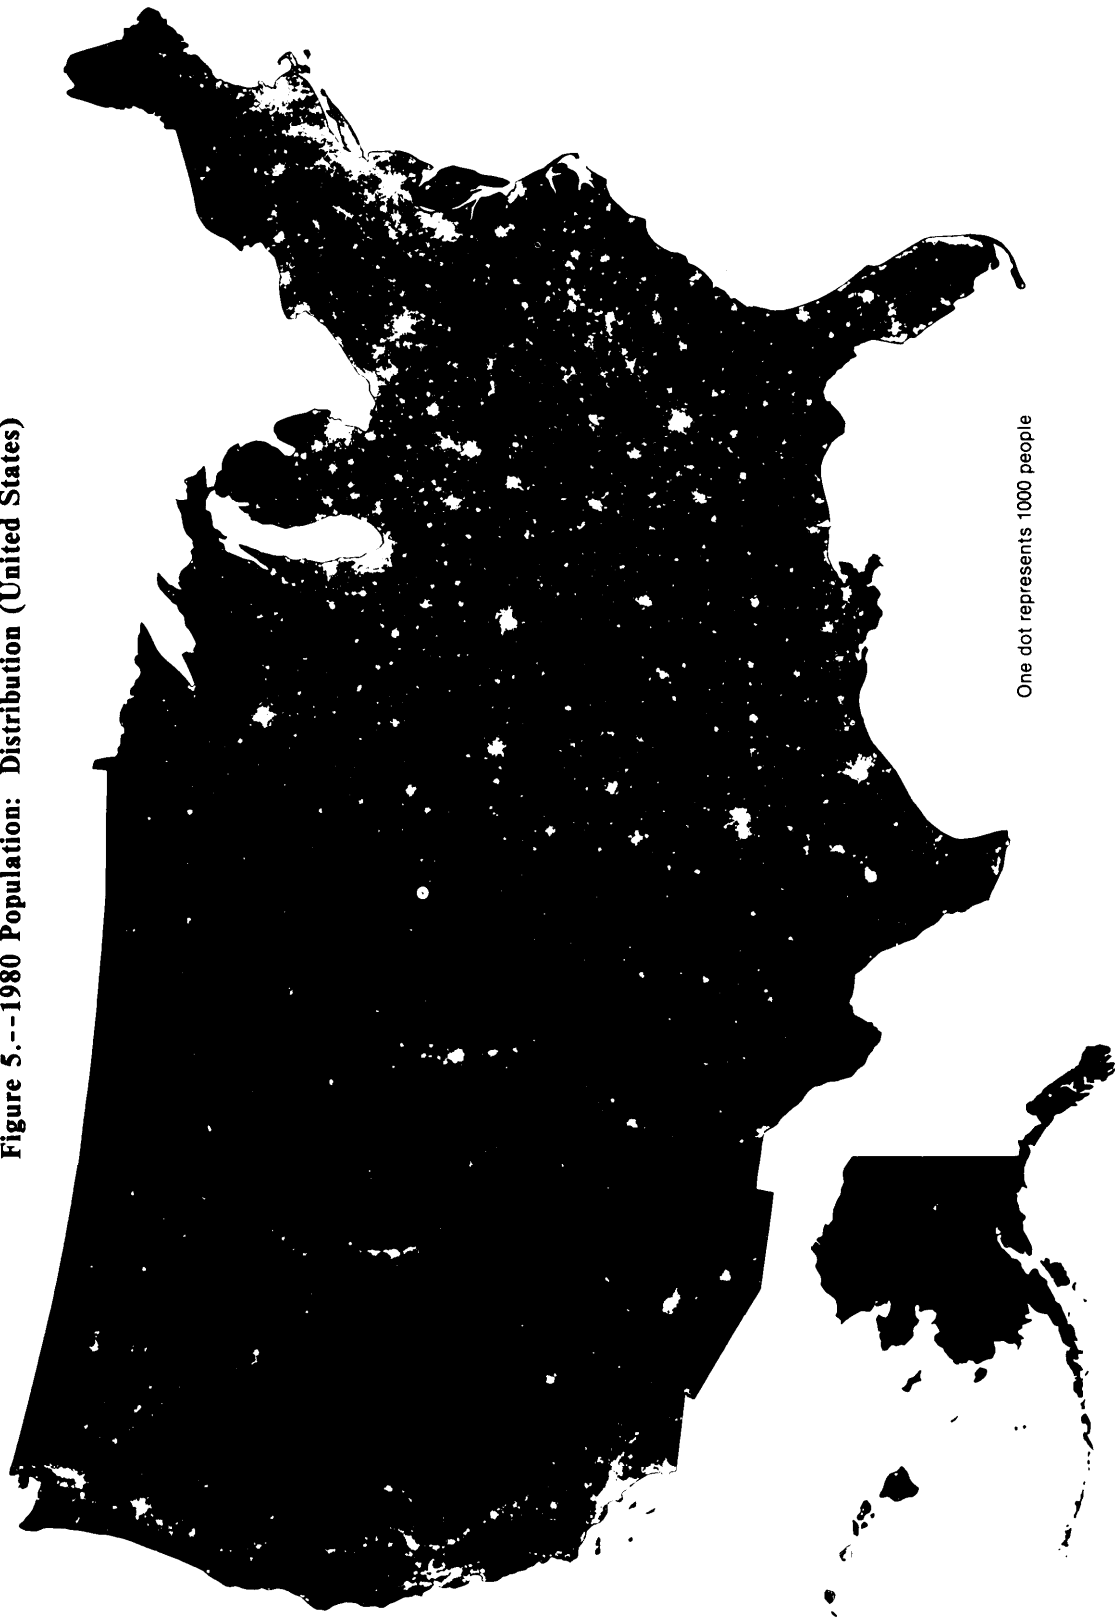 Figure 5.--1980 Population: Distribution (United States)
One dot represents 1000 people